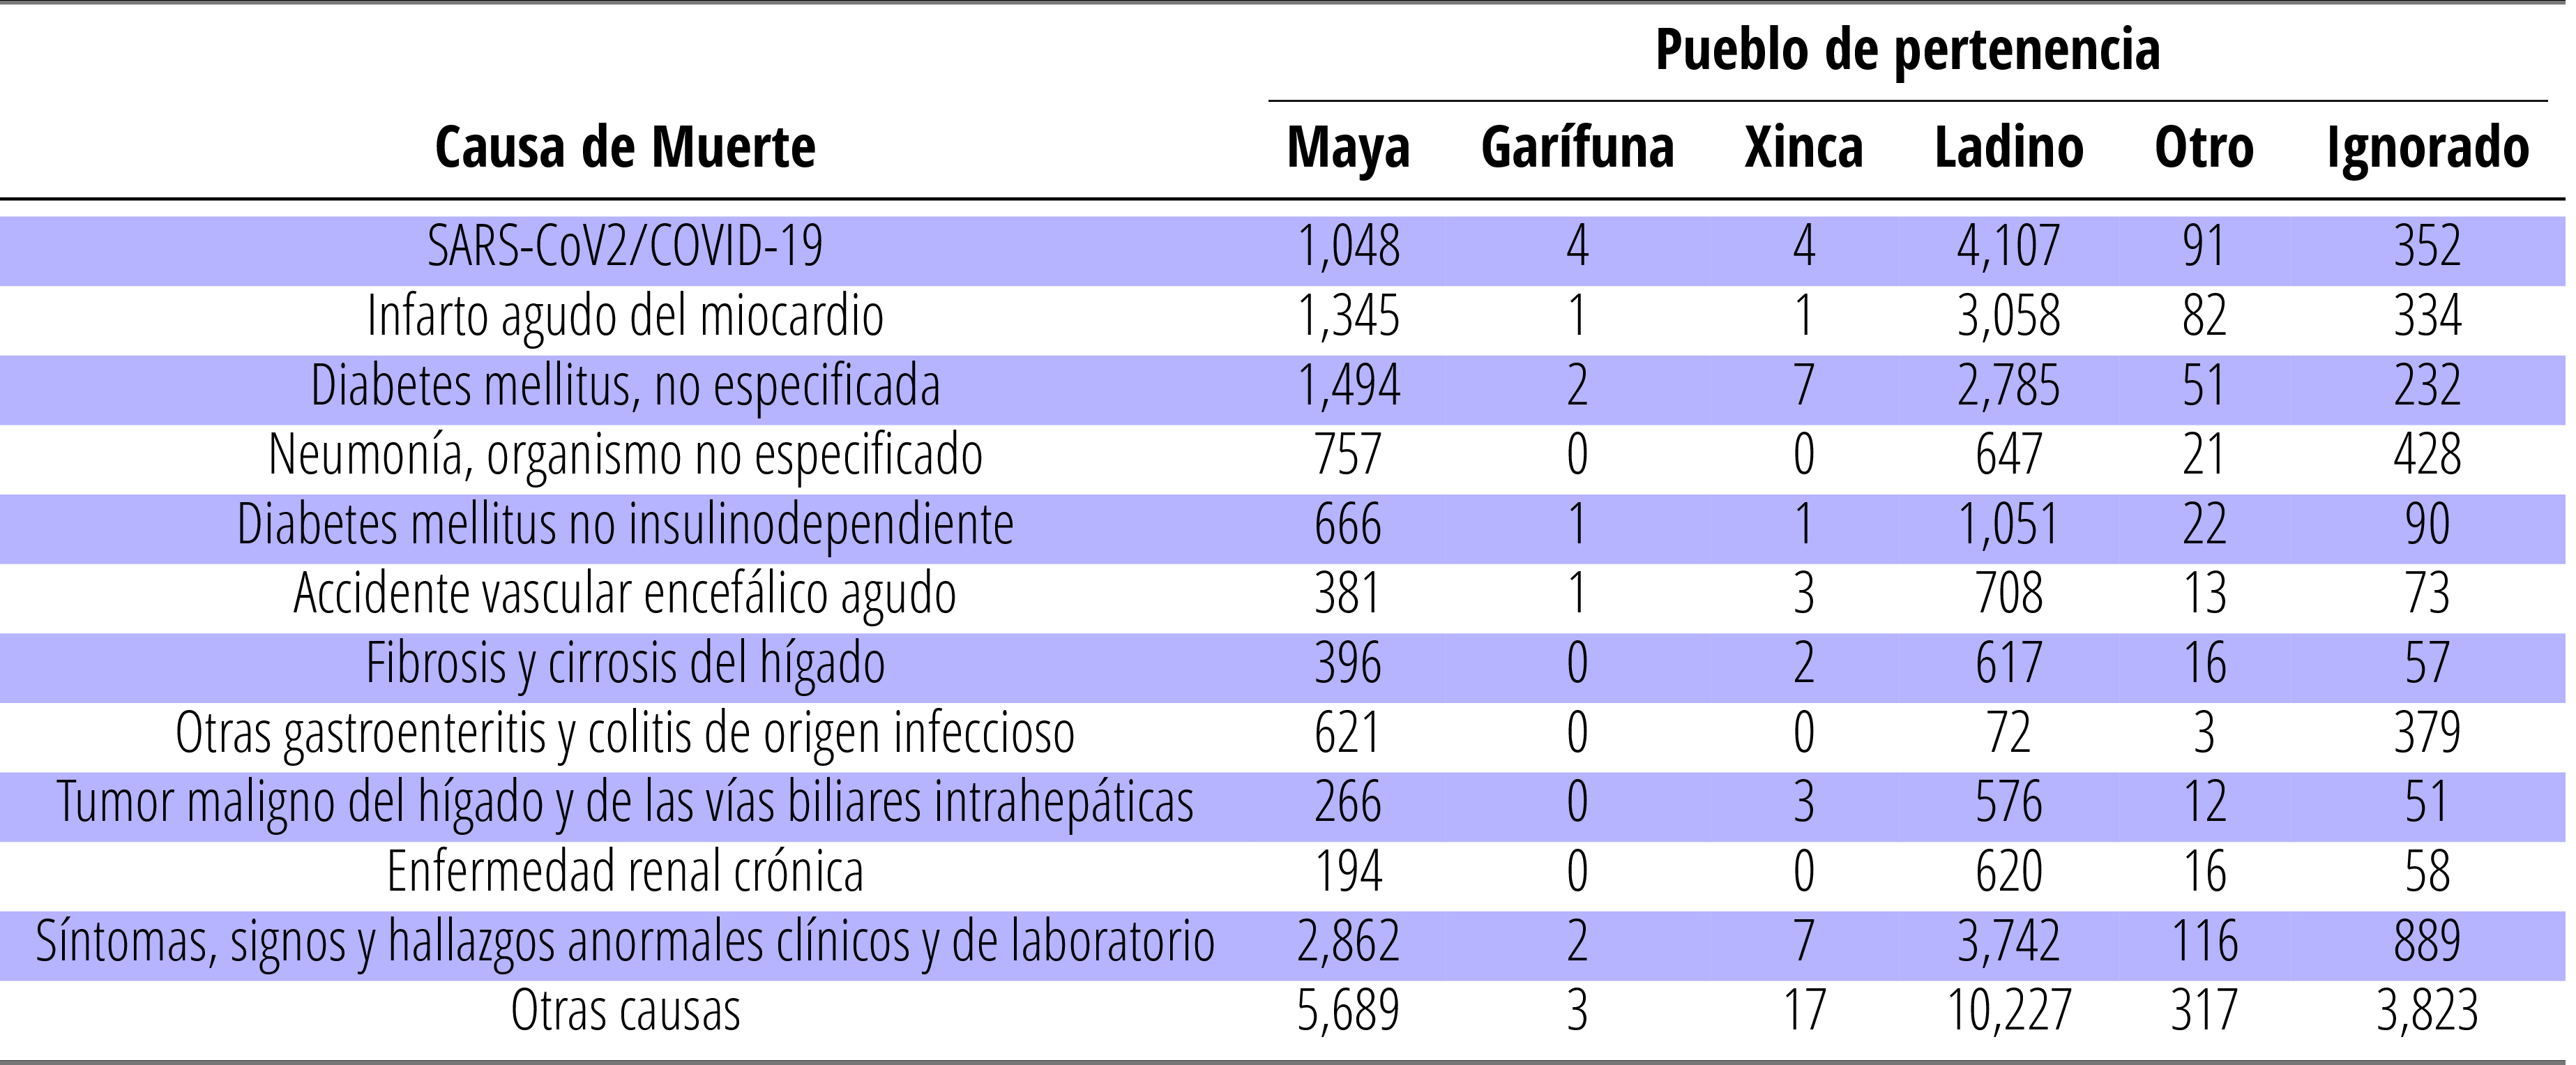 Pueblo de pertenencia
Causa de Muerte Maya Garífuna Xinca Ladino Otro Ignorado
SARS-CoV2/COVID-19 1,048 4 4 4,107 91 352
Infarto agudo del miocardio 1,345 1 1 3,058 82 334
Diabetes mellitus, no especificada 1,494 2 7 2,785 51 232
Neumonía, organismo no especificado 757 0 0 647 21 428
Diabetes mellitus no insulinodependiente 666 1 1 1,051 22 90
Accidente vascular encefálico agudo 381 1 3 708 13 73
Fibrosis y cirrosis del hígado 396 0 2 617 16 57
Otras gastroenteritis y colitis de origen infeccioso 621 0 0 72 3 379
Tumor maligno del hígado y de las vías biliares intrahepáticas 266 0 3 576 12 51
Enfermedad renal crónica 194 0 0 620 16 58
Síntomas, signos y hallazgos anormales clínicos y de laboratorio 2,862 2 7 3,742 116 889
Otras causas 5,689 3 17 10,227 317 3,823